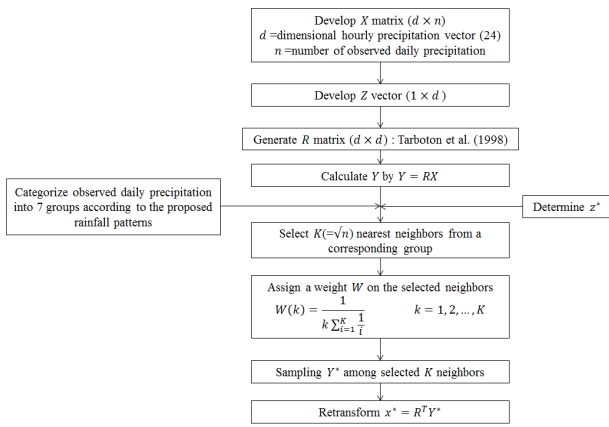 Develop X matrix (d × n)
d =dimensional hourly precipitation vector (24)
n =number of observed daily precipitation
Develop Z vector (1 × d )
Generate R matrix (d × d) : Tarboton et al. (1998)
Calculate Y by Y = RX
Categorize observed daily precipitation
into 7 groups according to the proposed
rainfall patterns
Determine z*
Select K(=√n) nearest neighbors from a
corresponding group
Assign a weight W on the selected neighbors
W(k) = 1 / (k ∑_{i=1}^{K} 1/i) k = 1,2, … , K
Sampling Y* among selected K neighbors
Retransform x* = R^T Y*